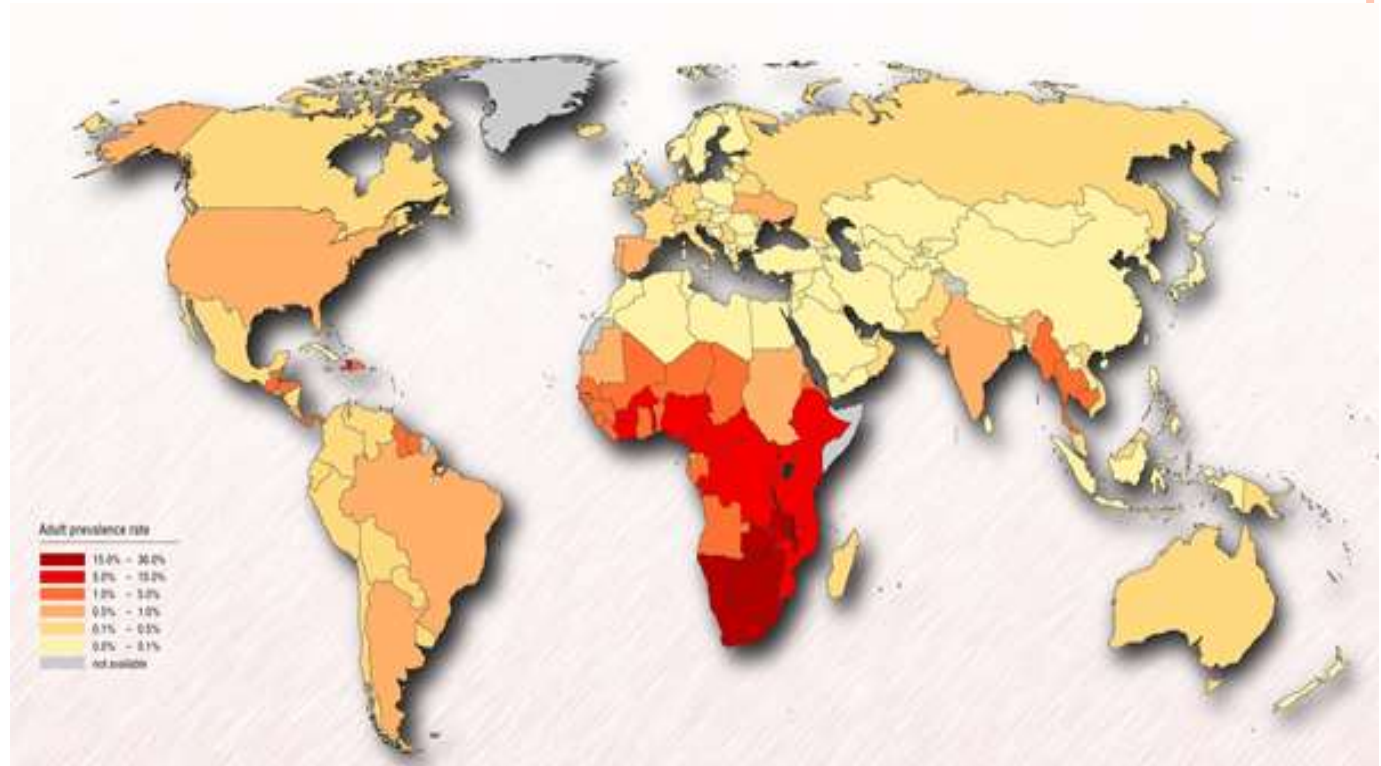 Adult prevalence rate
15.0% – 30.0%
5.0% – 15.0%
1.0% – 5.0%
0.5% – 1.0%
0.1% – 0.5%
0.0% – 0.1%
not available